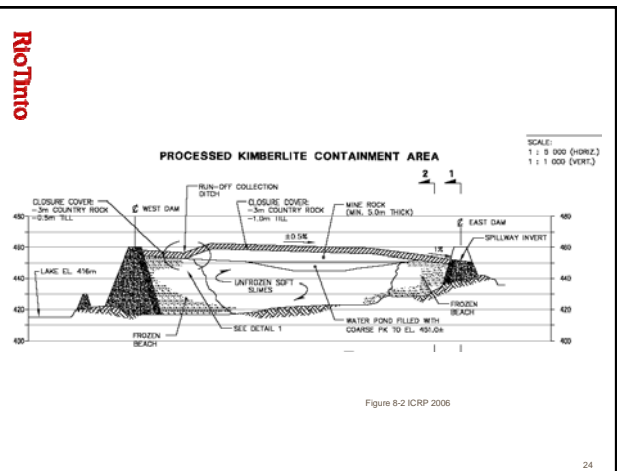 RioTinto
SCALE:
1 : 5 000 (HORIZ.)
1 : 1 000 (VERT.)
PROCESSED KIMBERLITE CONTAINMENT AREA
2 1
CLOSURE COVER:
-3m COUNTRY ROCK
-0.5m TILL
℄ WEST DAM
RUN-OFF COLLECTION
DITCH
CLOSURE COVER:
-3m COUNTRY ROCK
-1.0m TILL
MINE ROCK
(MIN. 5.0m THICK)
℄ EAST DAM
SPILLWAY INVERT
±0.5%
1%
480
460
440
420
400
LAKE EL. 416m
UNFROZEN SOFT
SLIMES
FROZEN
BEACH
SEE DETAIL 1
WATER POND FILLED WITH
COARSE PK TO EL. 451.0±
FROZEN
BEACH
480
460
440
420
400
Figure 8-2 ICRP 2006
24